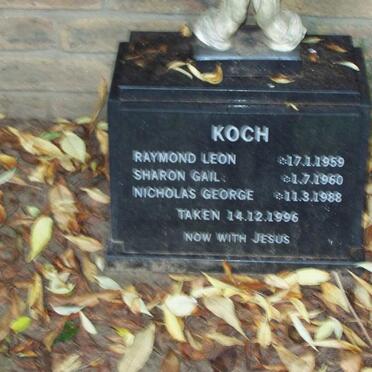 KOCH
RAYMOND LEON ✲17.1.1959
SHARON GAIL ✲1.7.1960
NICHOLAS GEORGE ✲11.3.1988
TAKEN 14.12.1996
NOW WITH JESUS